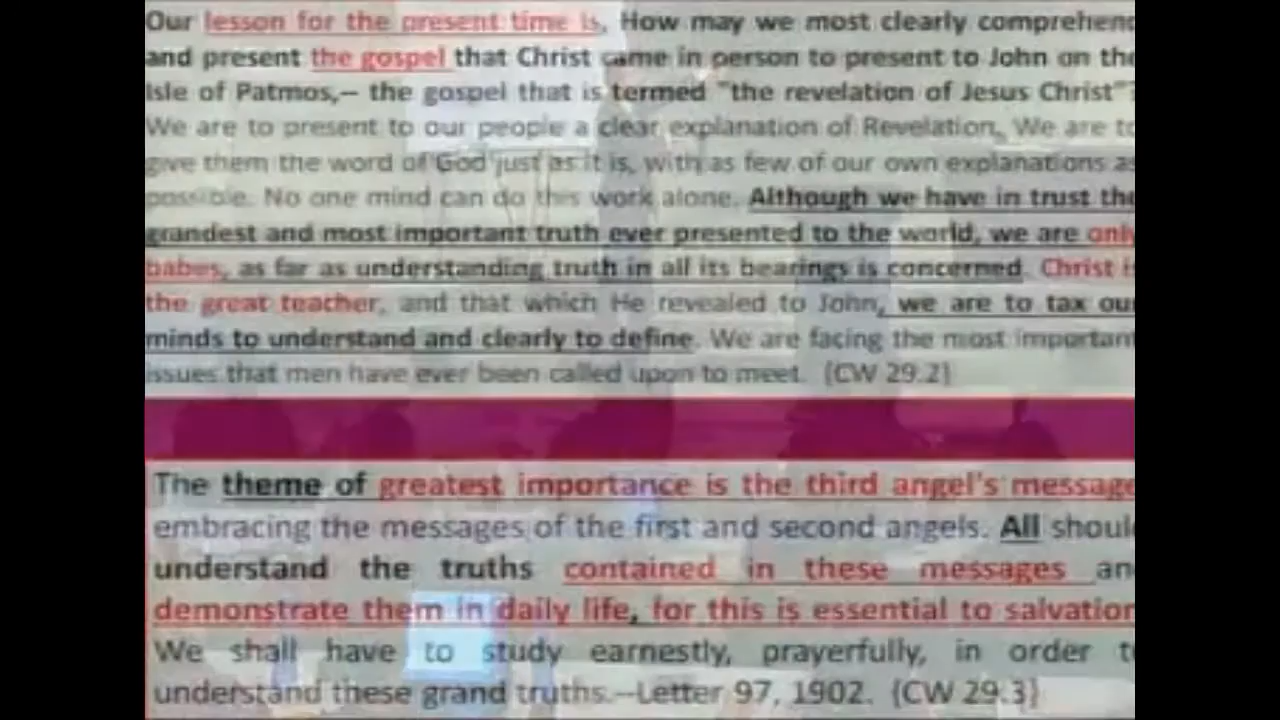 Our lesson for the present time is, How may we most clearly comprehend
and present the gospel that Christ came in person to present to John on the
Isle of Patmos,— the gospel that is termed "the revelation of Jesus Christ"?
We are to present to our people a clear explanation of Revelation, We are to
give them the word of God just as it is, with as few of our own explanations as
possible. No one mind can do this work alone. Although we have in trust the
grandest and most important truth ever presented to the world, we are only
babes, as far as understanding truth in all its bearings is concerned. Christ is
the great teacher, and that which He revealed to John, we are to tax our
minds to understand and clearly to define. We are facing the most important
issues that men have ever been called upon to meet. {CW 29.2}
The theme of greatest importance is the third angel's message
embracing the messages of the first and second angels. All should
understand the truths contained in these messages and
demonstrate them in daily life, for this is essential to salvation
We shall have to study earnestly, prayerfully, in order to
understand these grand truths.—Letter 97, 1902. {CW 29.3}